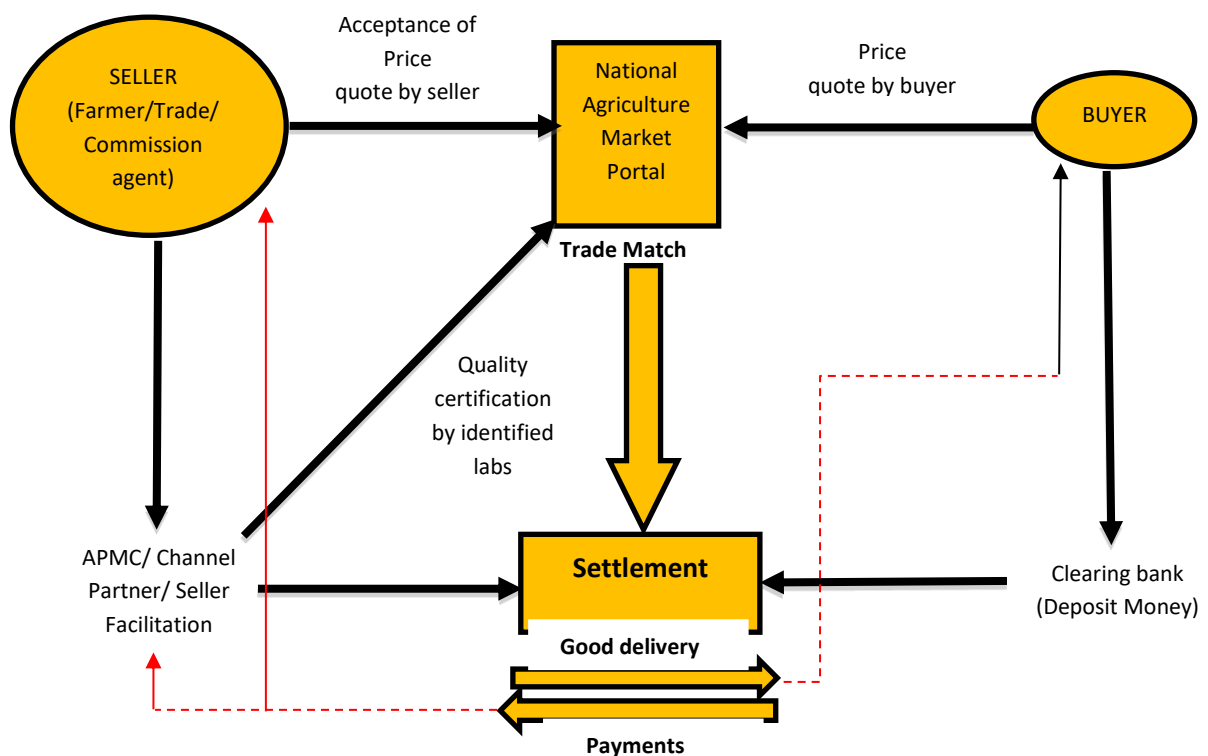 Acceptance of
Price
quote by seller
SELLER
(Farmer/Trade/
Commission
agent)
National
Agriculture
Market
Portal
Price
quote by buyer
BUYER
Trade Match
Quality
certification
by identified
labs
APMC/ Channel
Partner/ Seller
Facilitation
Settlement
Clearing bank
(Deposit Money)
Good delivery
Payments